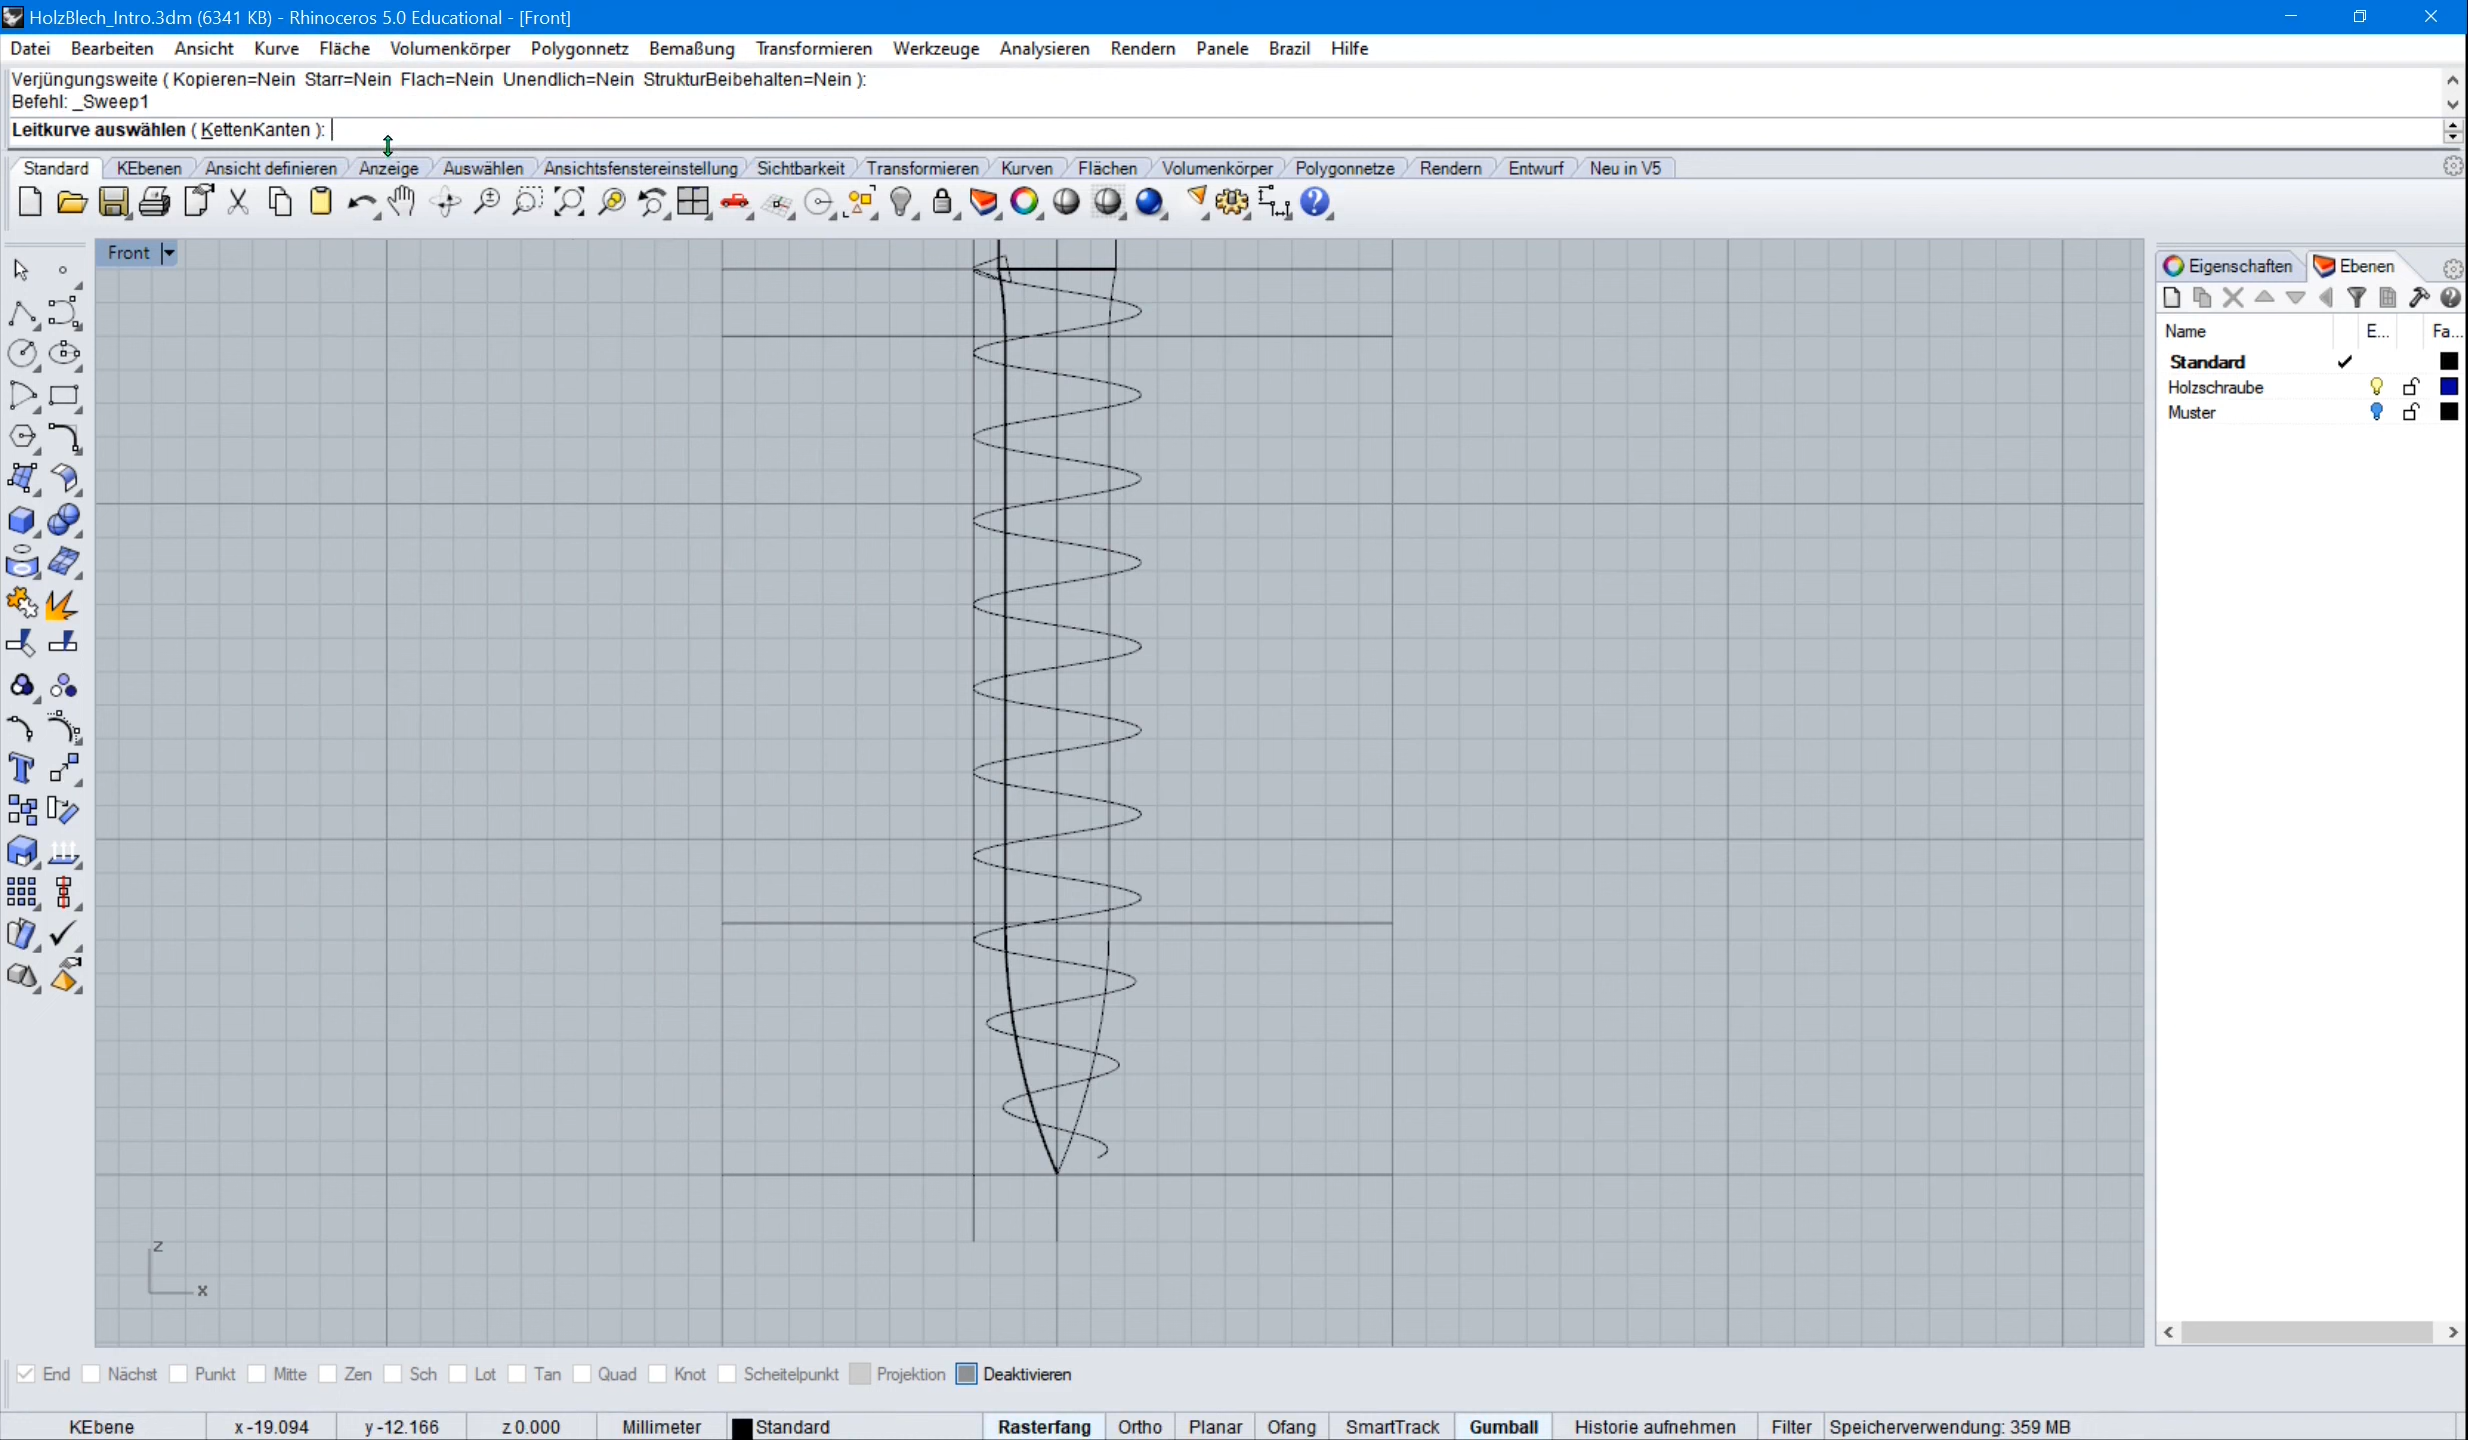 HolzBlech_Intro.3dm (6341 KB) - Rhinoceros 5.0 Educational - [Front]
Datei Bearbeiten Ansicht Kurve Fläche Volumenkörper Polygonnetz Bemaßung Transformieren Werkzeuge Analysieren Rendern Panele Brazil Hilfe
Verjüngungsweite ( Kopieren=Nein Starr=Nein Flach=Nein Unendlich=Nein StrukturBeibehalten=Nein ):
Befehl: _Sweep1
Leitkurve auswählen ( KettenKanten ):
Standard KEbenen Ansicht definieren Anzeige Auswählen Ansichtsfenstereinstellung Sichtbarkeit Transformieren Kurven Flächen Volumenkörper Polygonnetze Rendern Entwurf Neu in V5
Front
Eigenschaften Ebenen
Name E... Fa...
Standard
Holzschraube
Muster
z
x
End Nächst Punkt Mitte Zen Sch Lot Tan Quad Knot Scheitelpunkt Projektion Deaktivieren
KEbene x -19.094 y -12.166 z 0.000 Millimeter Standard Rasterfang Ortho Planar Ofang SmartTrack Gumball Historie aufnehmen Filter Speicherverwendung: 359 MB